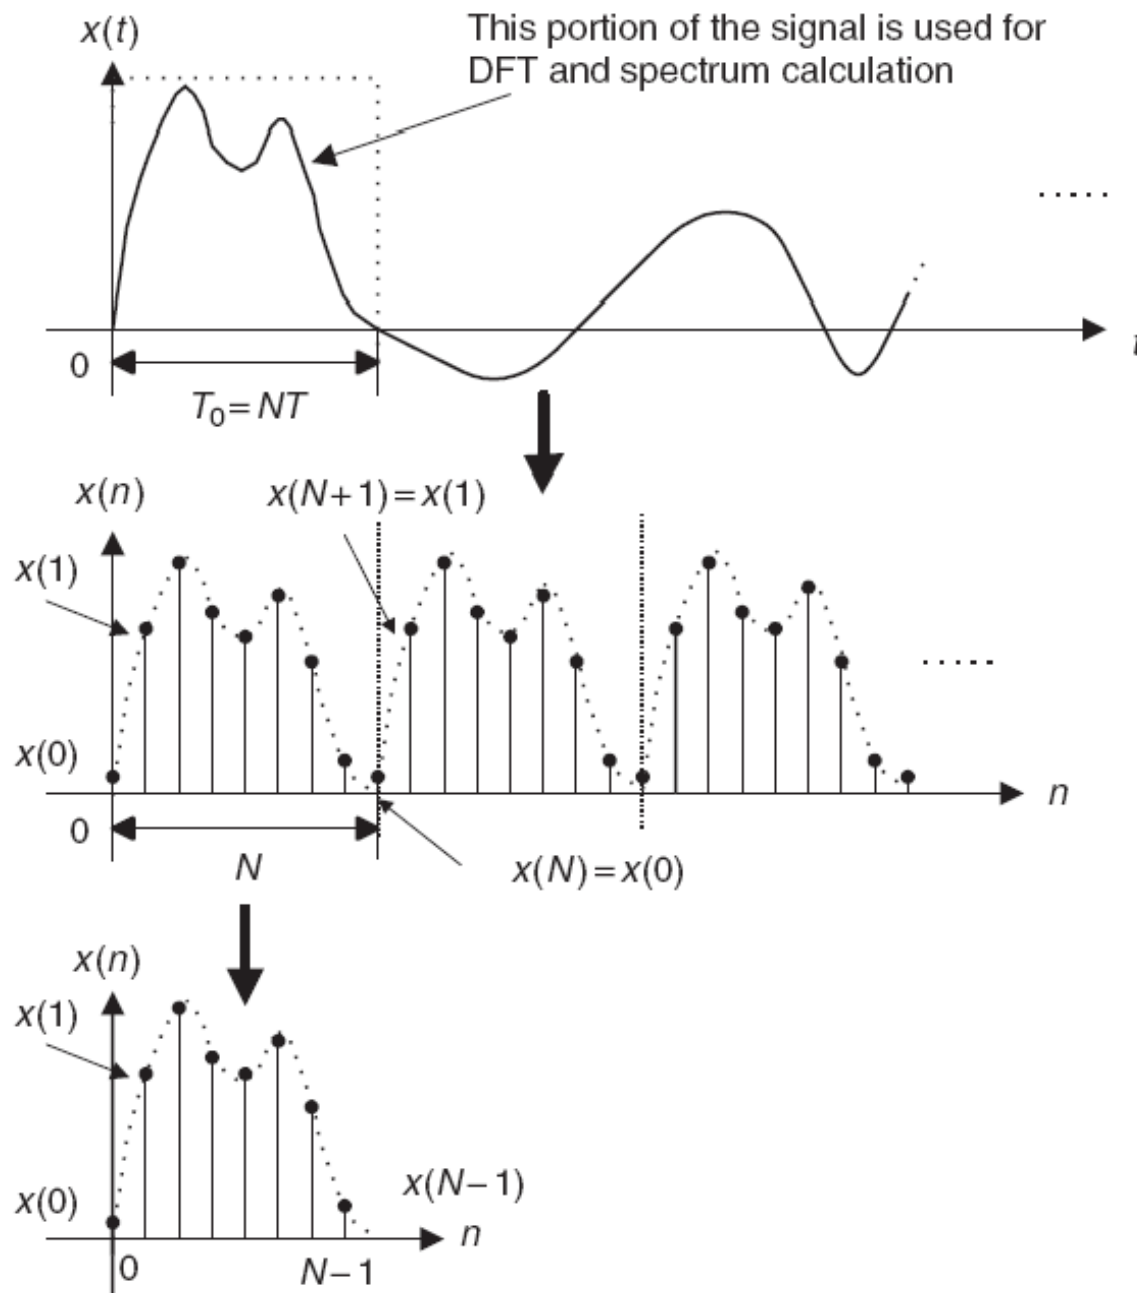 x(t)
This portion of the signal is used for
DFT and spectrum calculation
.....
0
t
T₀=NT
x(n)
x(N+1)=x(1)
x(1)
.....
x(0)
n
0
N
x(N)=x(0)
x(n)
x(1)
x(0)
x(N−1)
n
0
N−1